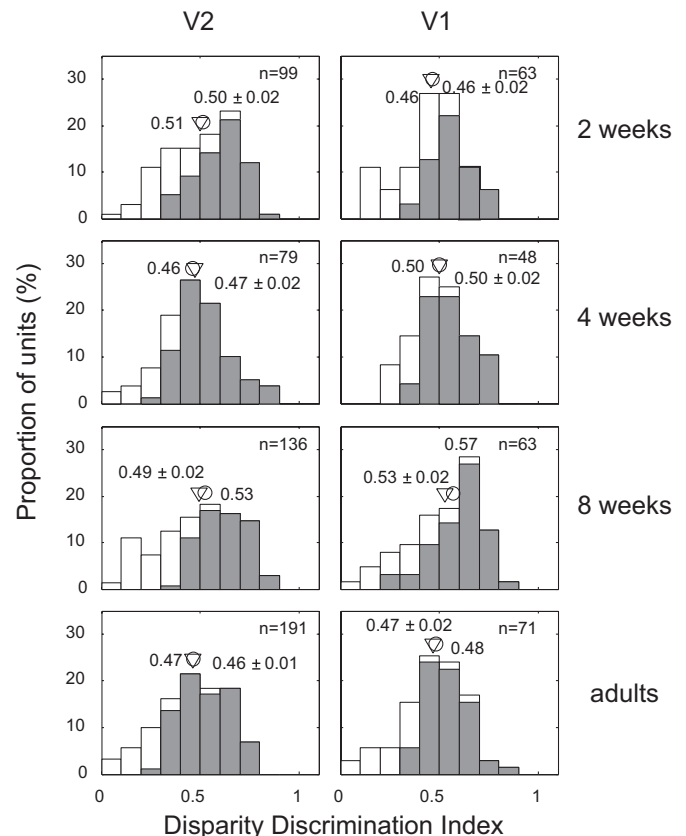 V2 V1
30
20
10
0
n=99
0.50 ± 0.02
0.51
n=63
0.46
0.46 ± 0.02
2 weeks
30
20
10
0
n=79
0.46
0.47 ± 0.02
n=48
0.50
0.50 ± 0.02
4 weeks
30
20
10
0
n=136
0.49 ± 0.02
0.53
n=63
0.57
0.53 ± 0.02
8 weeks
30
20
10
0
n=191
0.47
0.46 ± 0.01
n=71
0.47 ± 0.02
0.48
adults
0 0.5 1 0 0.5 1
Proportion of units (%)
Disparity Discrimination Index